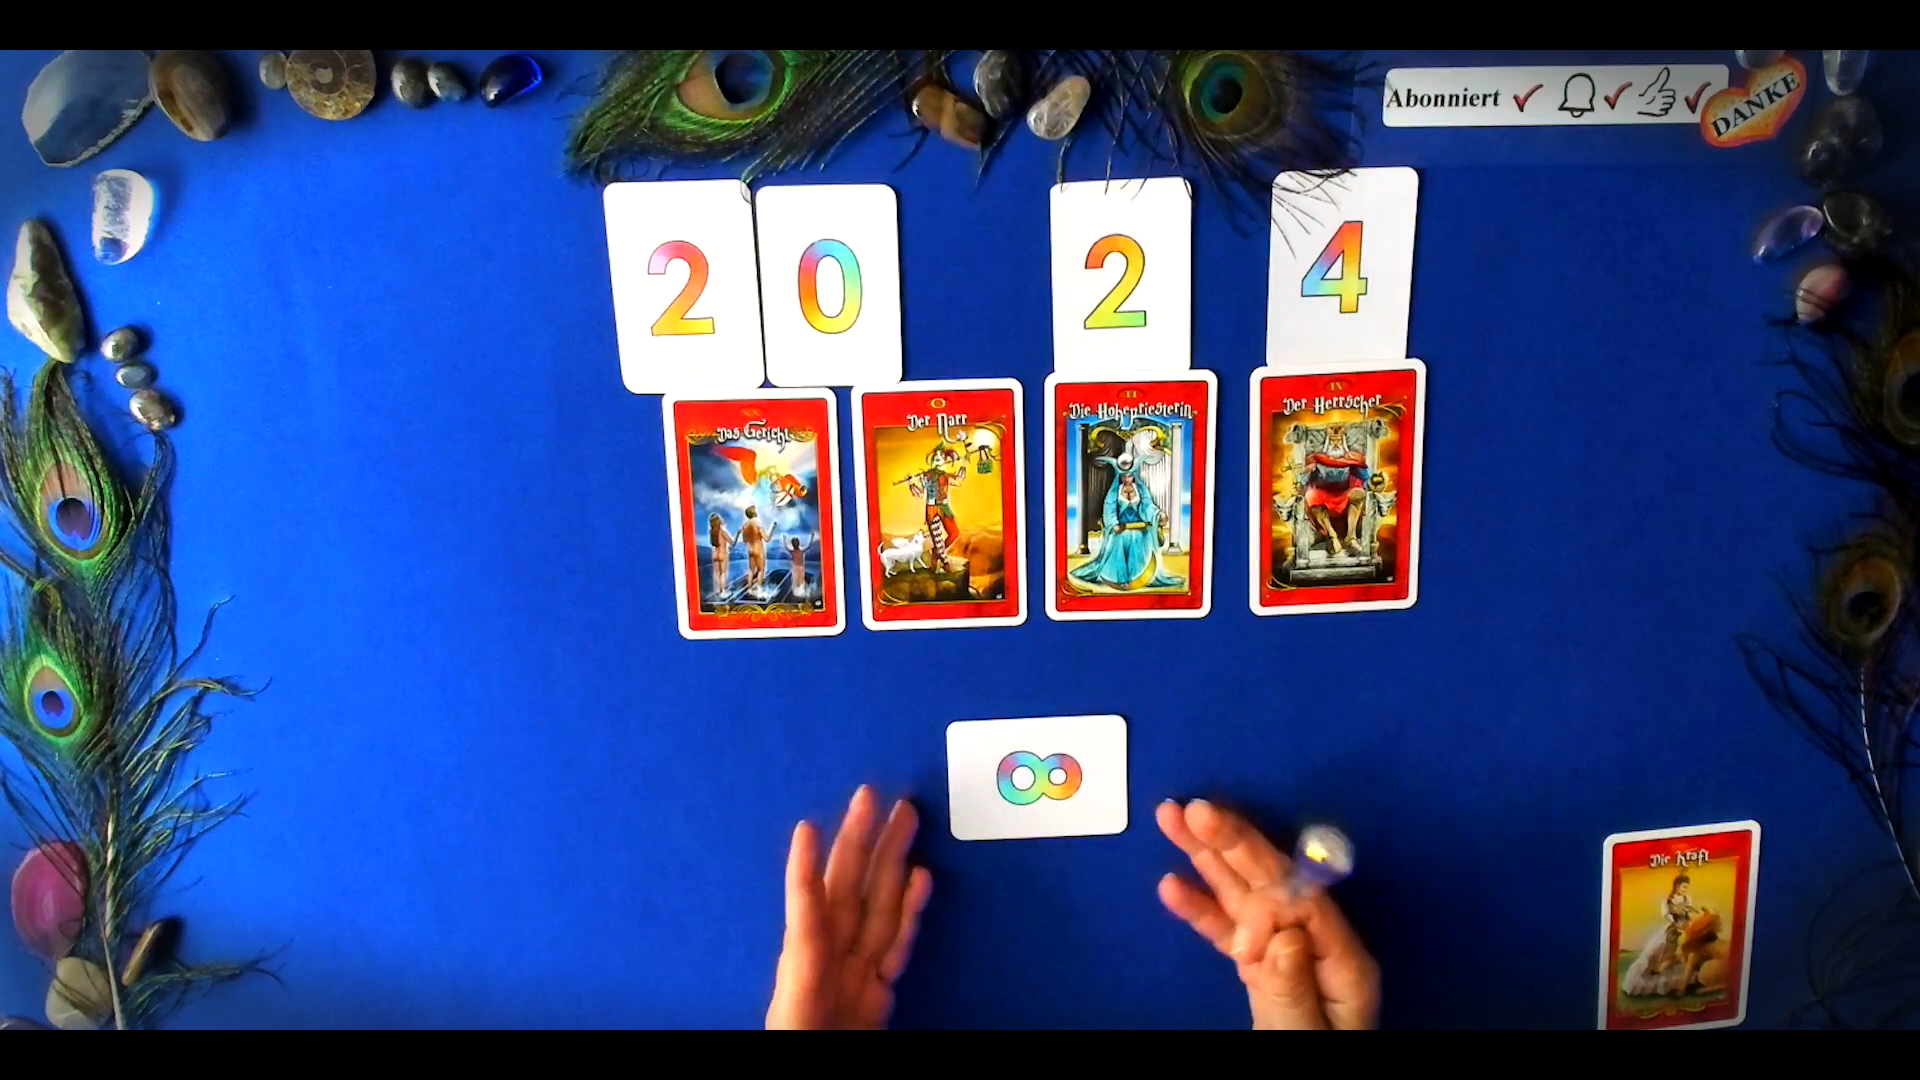 Abonniert
DANKE
2
0
2
4
XX
Das Gericht
0
Der Narr
II
Die Hohepriesterin
IV
Der Herrscher
8
Die Kraft